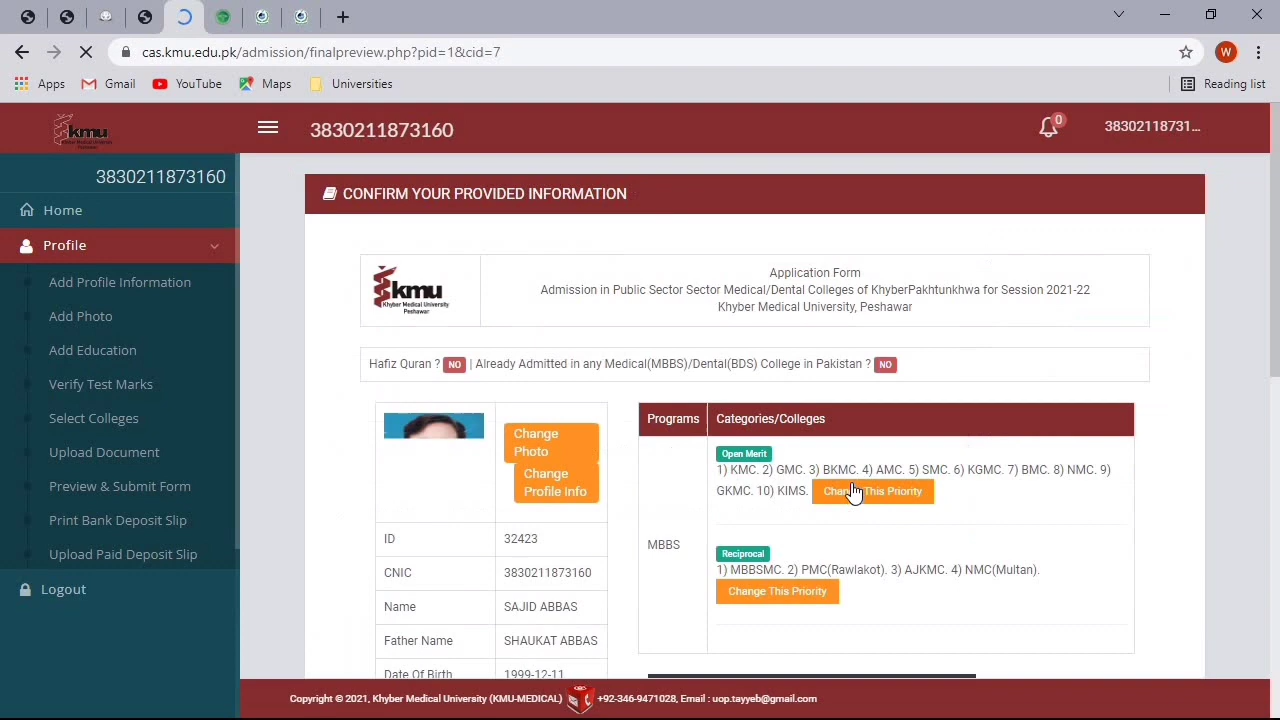 cas.kmu.edu.pk/admission/finalpreview.php?pid=1&cid=7
W
Apps Gmail YouTube Maps Universities Reading list
kmu
3830211873160
0
38302118731...
3830211873160
Home
Profile
Add Profile Information
Add Photo
Add Education
Verify Test Marks
Select Colleges
Upload Document
Preview & Submit Form
Print Bank Deposit Slip
Upload Paid Deposit Slip
Logout
CONFIRM YOUR PROVIDED INFORMATION
kmu
Khyber Medical University
Peshawar
Application Form
Admission in Public Sector Sector Medical/Dental Colleges of KhyberPakhtunkhwa for Session 2021-22
Khyber Medical University, Peshawar
Hafiz Quran ? NO | Already Admitted in any Medical(MBBS)/Dental(BDS) College in Pakistan ? NO
Change
Photo
Change
Profile Info
ID 32423
CNIC 3830211873160
Name SAJID ABBAS
Father Name SHAUKAT ABBAS
Date Of Birth 1999-12-11
Programs Categories/Colleges
MBBS
Open Merit
1) KMC. 2) GMC. 3) BKMC. 4) AMC. 5) SMC. 6) KGMC. 7) BMC. 8) NMC. 9)
GKMC. 10) KIMS. Change This Priority
Reciprocal
1) MBBSMC. 2) PMC(Rawlakot). 3) AJKMC. 4) NMC(Multan).
Change This Priority
Copyright © 2021, Khyber Medical University (KMU-MEDICAL) +92-346-9471028, Email : uop.tayyeb@gmail.com